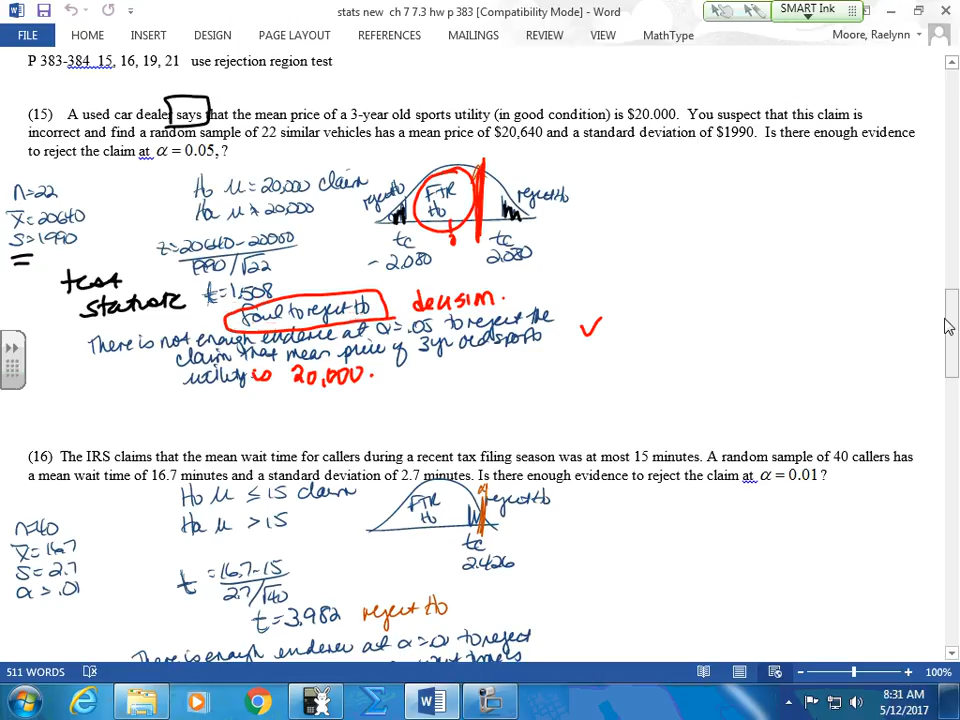 stats new ch 7 7.3 hw p 383 [Compatibility Mode] - Word
SMART Ink
FILE HOME INSERT DESIGN PAGE LAYOUT REFERENCES MAILINGS REVIEW VIEW MathType Moore, Raelynn
P 383-384 15, 16, 19, 21 use rejection region test
(15) A used car dealer says that the mean price of a 3-year old sports utility (in good condition) is $20.000. You suspect that this claim is
incorrect and find a random sample of 22 similar vehicles has a mean price of $20,640 and a standard deviation of $1990. Is there enough evidence
to reject the claim at α = 0.05, ?
n=22
x̄=20640
s=1990
Ho μ=20,000 claim
Ha μ≠20,000
reject Ho FTR Ho reject Ho
tc -2.080
tc 2.080
t=20640-20000
1990/√22
t=1.508
test statistic
Fail to reject Ho decision.
There is not enough evidence at α=.05 to reject the
claim that mean price of 3yr old sports
utility is 20,000.
(16) The IRS claims that the mean wait time for callers during a recent tax filing season was at most 15 minutes. A random sample of 40 callers has
a mean wait time of 16.7 minutes and a standard deviation of 2.7 minutes. Is there enough evidence to reject the claim at α = 0.01 ?
Ho μ ≤ 15 claim
Ha μ > 15
FTR Ho reject Ho
tc
2.426
n=40
x̄=16.7
s=2.7
α=.01
t =16.7-15
2.7/√40
t=3.982 reject Ho
There is enough evidence at α=.01 to reject
511 WORDS 100%
8:31 AM
5/12/2017